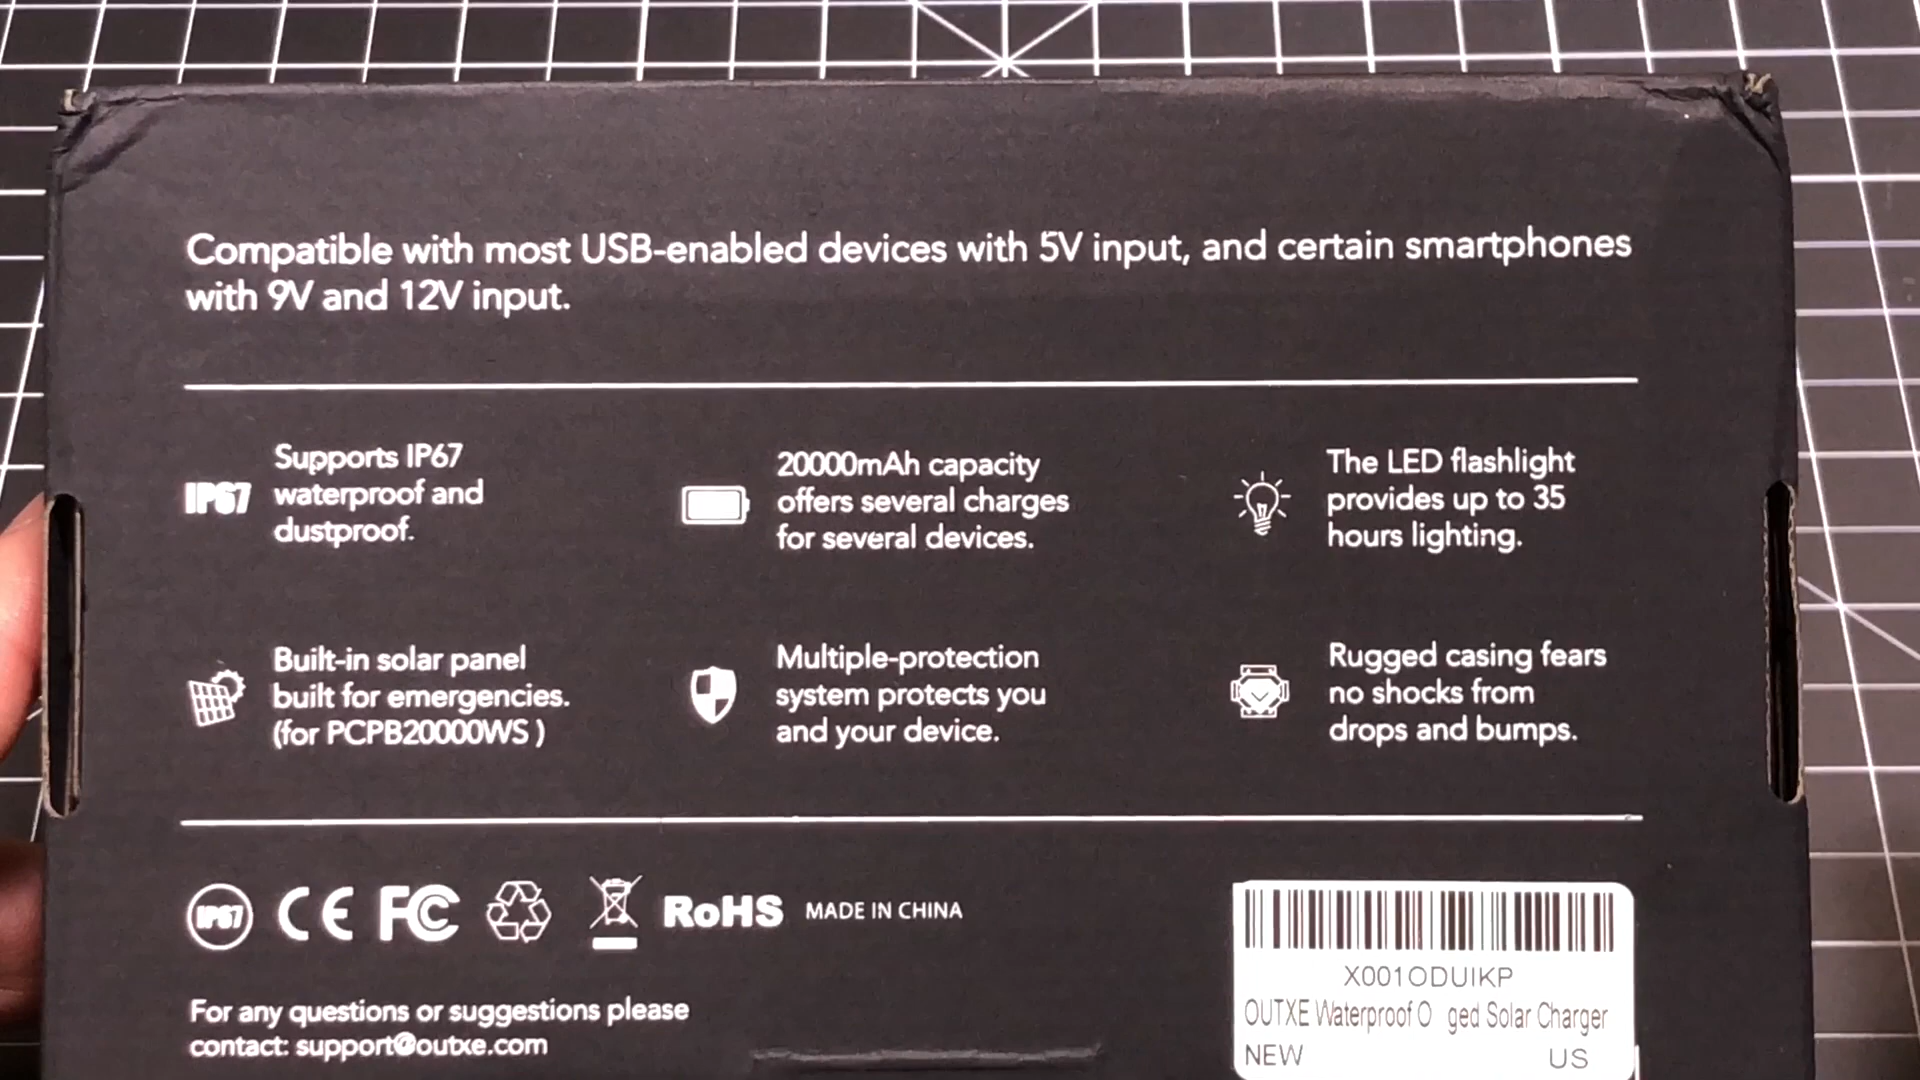 Compatible with most USB-enabled devices with 5V input, and certain smartphones
with 9V and 12V input.
IP67
Supports IP67
waterproof and
dustproof.
20000mAh capacity
offers several charges
for several devices.
The LED flashlight
provides up to 35
hours lighting.
Built-in solar panel
built for emergencies.
(for PCPB20000WS )
Multiple-protection
system protects you
and your device.
Rugged casing fears
no shocks from
drops and bumps.
IP67 CE FC RoHS MADE IN CHINA
For any questions or suggestions please
contact: support@outxe.com
X001ODUIKP
OUTXE Waterproof O ged Solar Charger
NEW US